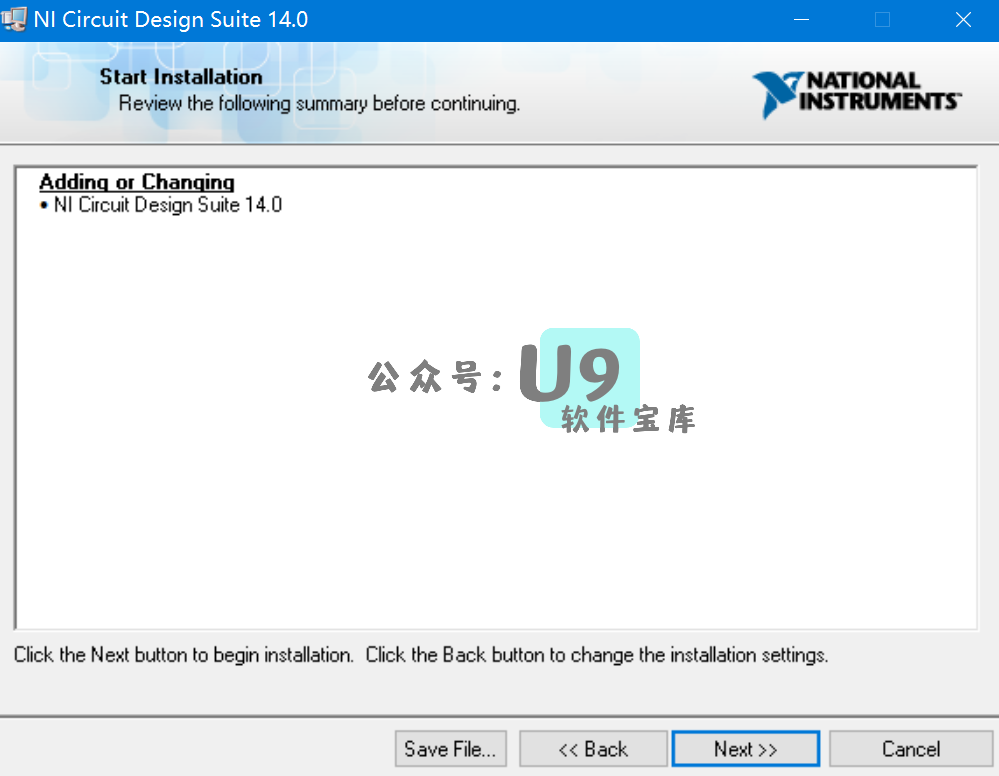 NI Circuit Design Suite 14.0
Start Installation
Review the following summary before continuing.
NATIONAL
INSTRUMENTS™
Adding or Changing
• NI Circuit Design Suite 14.0
公众号: U9
软件宝库
Click the Next button to begin installation.  Click the Back button to change the installation settings.
Save File...
<< Back
Next >>
Cancel